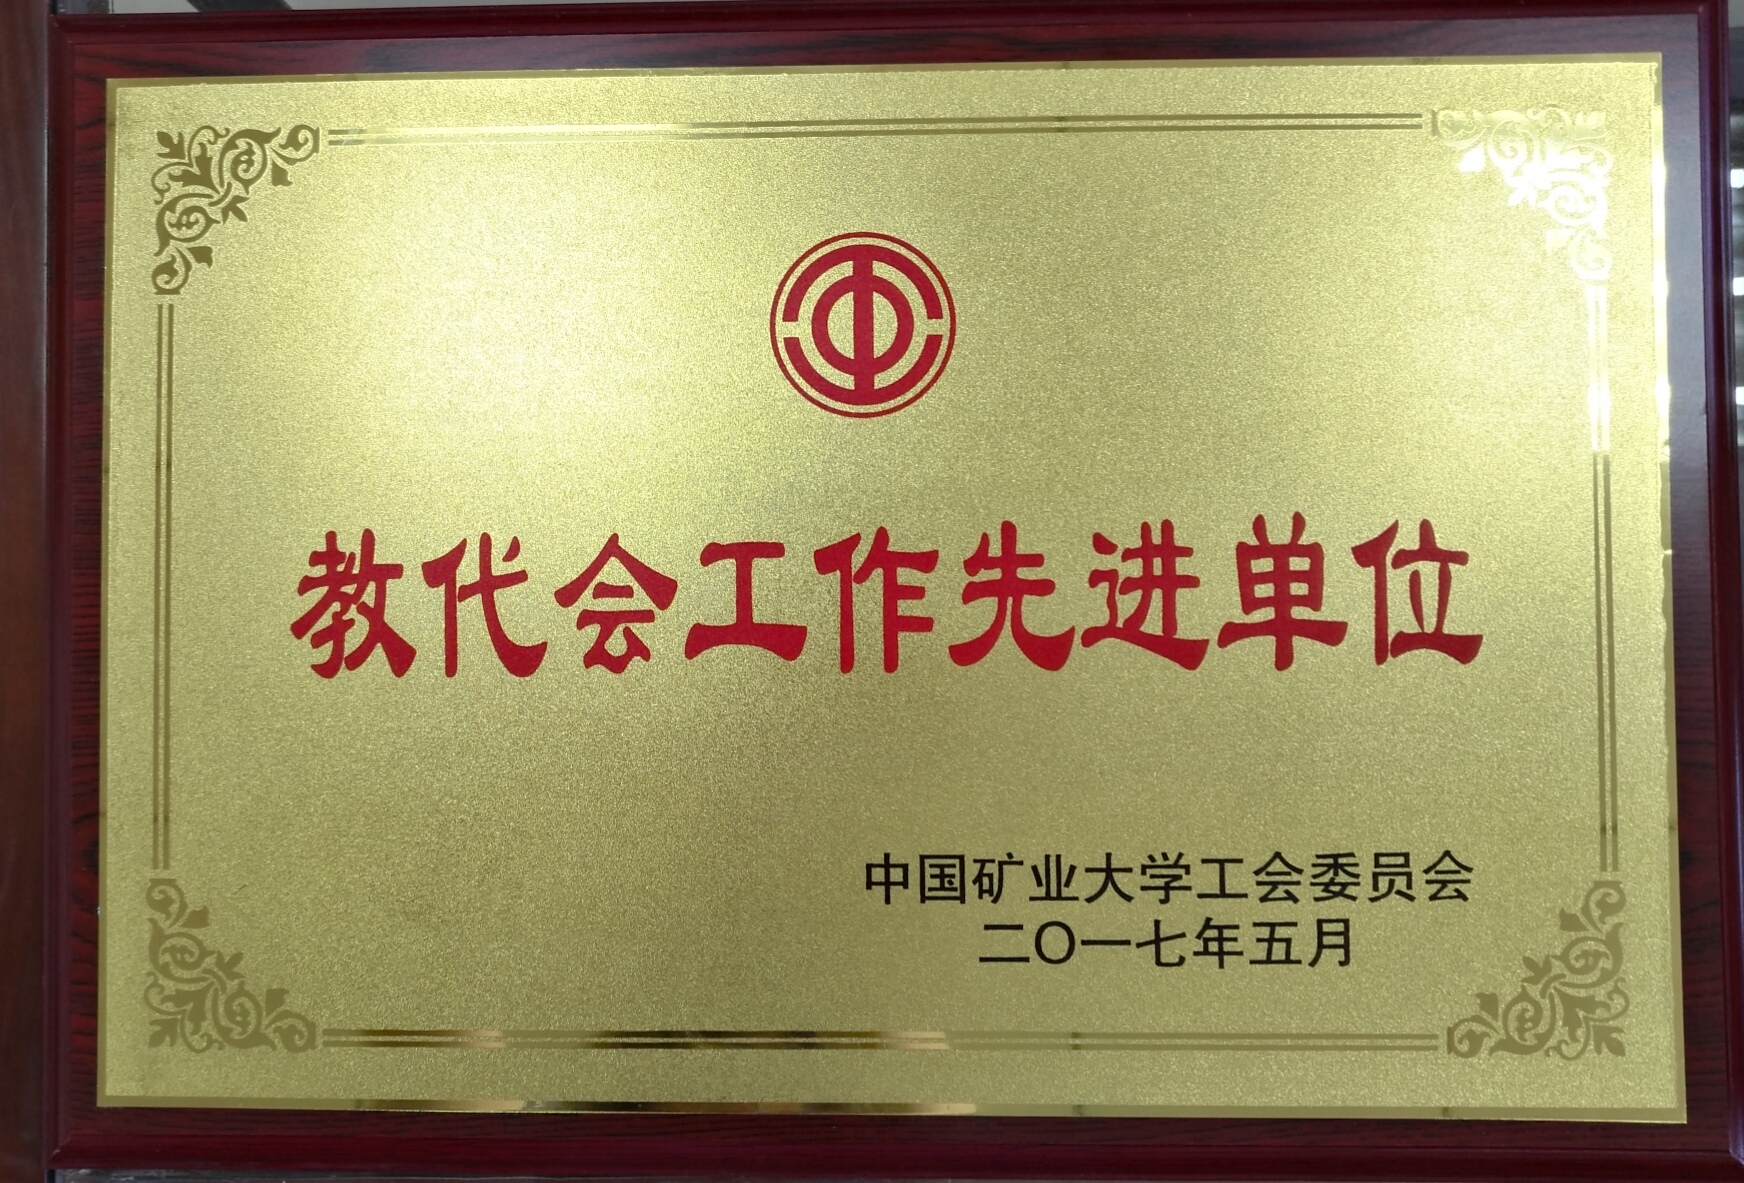 教代会工作先进单位
中国矿业大学工会委员会
二〇一七年五月